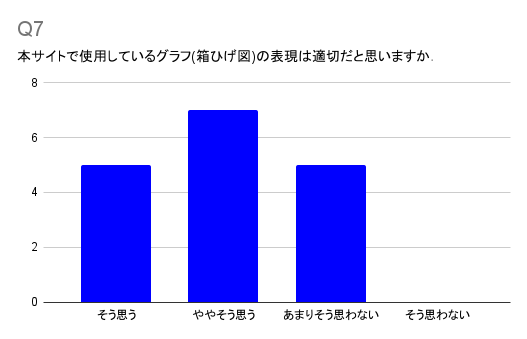 Q7
本サイトで使用しているグラフ(箱ひげ図)の表現は適切だと思いますか.
8
6
4
2
0
そう思う
ややそう思う
あまりそう思わない
そう思わない